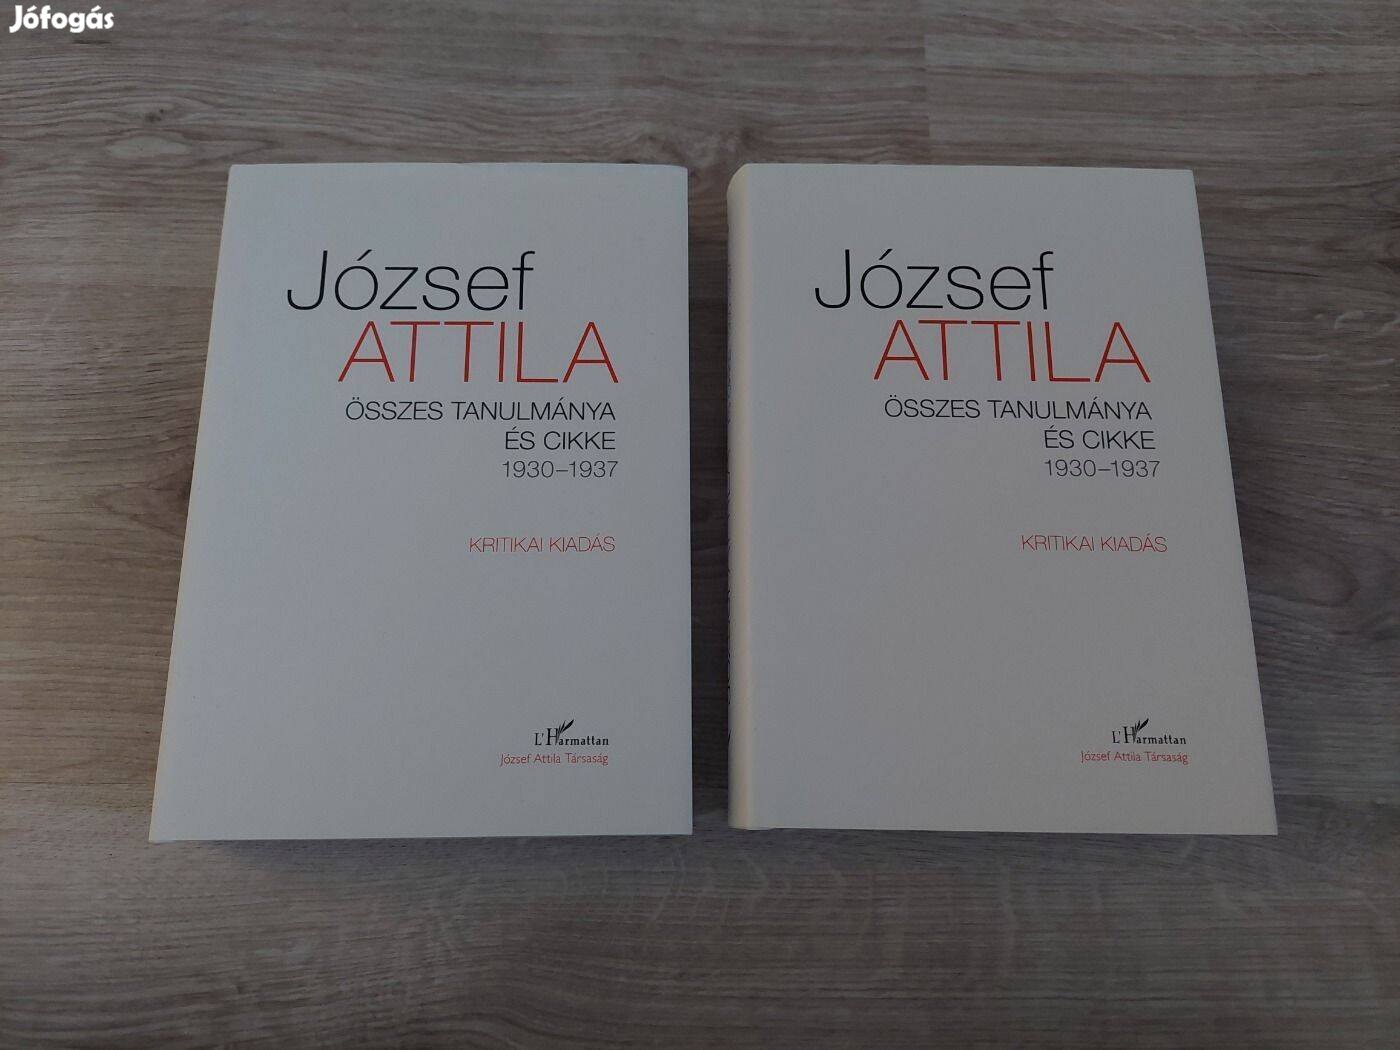 Jófogás
József
ATTILA
ÖSSZES TANULMÁNYA
ÉS CIKKE
1930–1937
KRITIKAI KIADÁS
L'Harmattan
József Attila Társaság
József
ATTILA
ÖSSZES TANULMÁNYA
ÉS CIKKE
1930–1937
KRITIKAI KIADÁS
L'Harmattan
József Attila Társaság